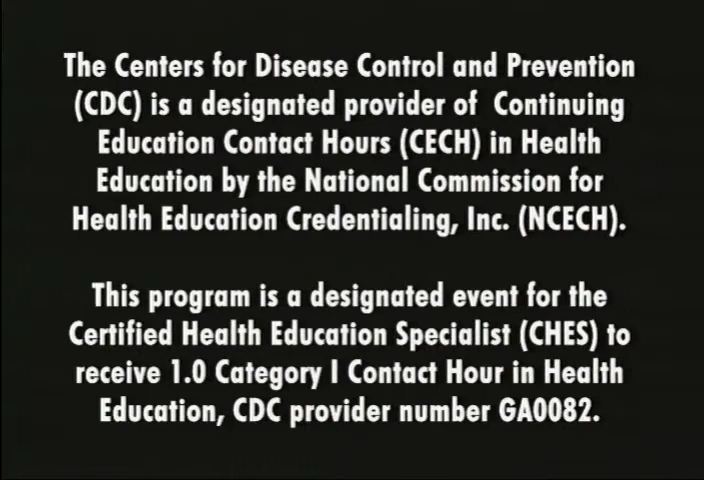 The Centers for Disease Control and Prevention
(CDC) is a designated provider of Continuing
Education Contact Hours (CECH) in Health
Education by the National Commission for
Health Education Credentialing, Inc. (NCECH).
This program is a designated event for the
Certified Health Education Specialist (CHES) to
receive 1.0 Category I Contact Hour in Health
Education, CDC provider number GA0082.